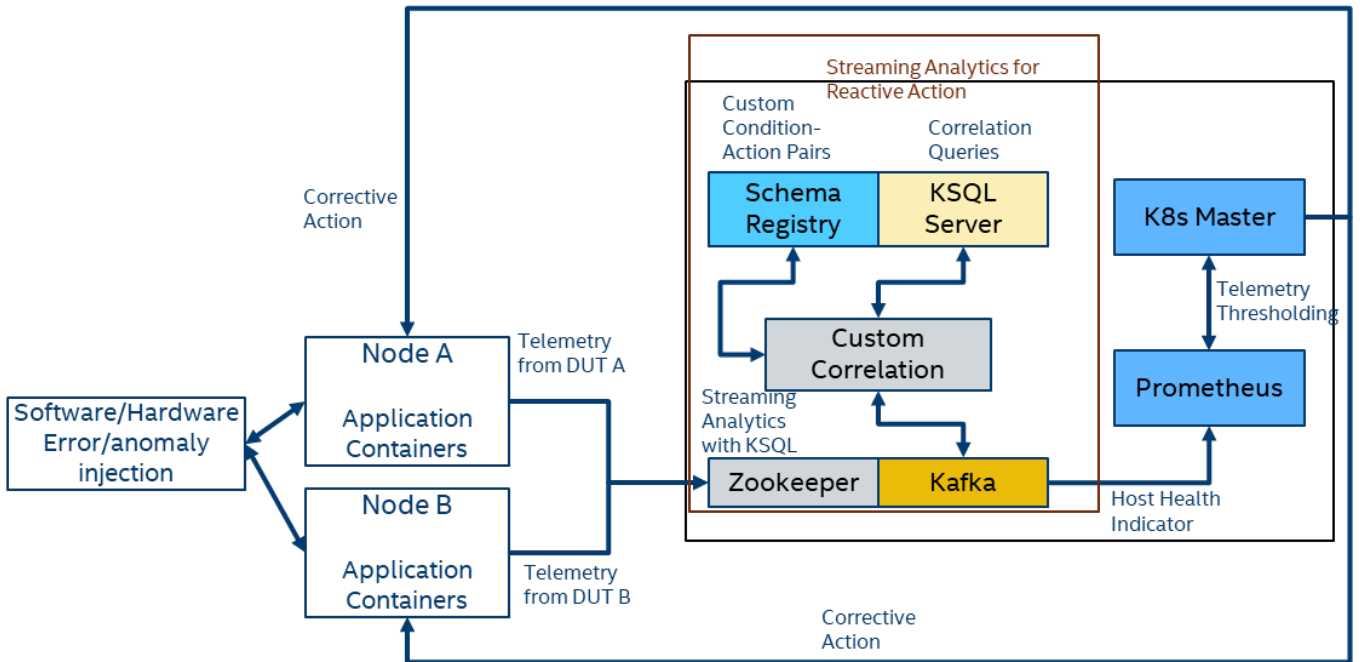 Streaming Analytics for
Reactive Action
Custom
Condition-
Action Pairs
Correlation
Queries
Schema
Registry
KSQL
Server
K8s Master
Corrective
Action
Telemetry
Thresholding
Custom
Correlation
Prometheus
Node A
Application
Containers
Telemetry
from DUT A
Software/Hardware
Error/anomaly
injection
Streaming
Analytics
with KSQL
Zookeeper
Kafka
Host Health
Indicator
Node B
Application
Containers
Telemetry
from DUT B
Corrective
Action